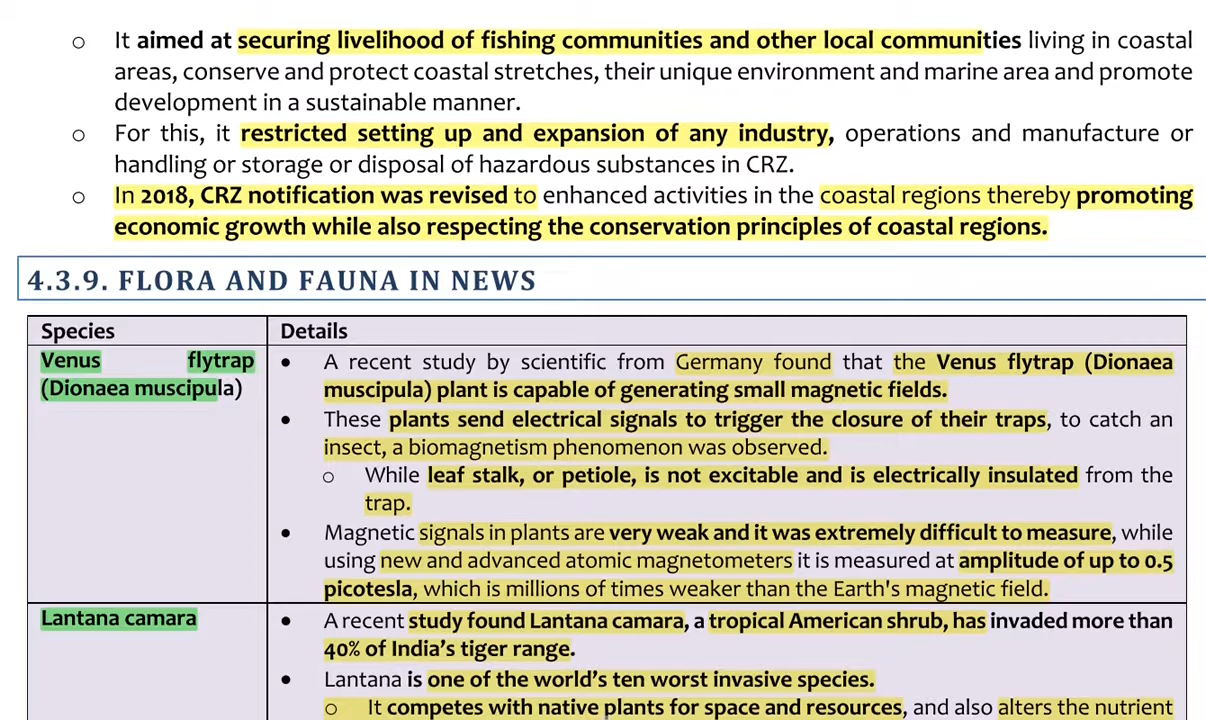 ○ It aimed at securing livelihood of fishing communities and other local communities living in coastal
areas, conserve and protect coastal stretches, their unique environment and marine area and promote
development in a sustainable manner.
○ For this, it restricted setting up and expansion of any industry, operations and manufacture or
handling or storage or disposal of hazardous substances in CRZ.
○ In 2018, CRZ notification was revised to enhanced activities in the coastal regions thereby promoting
economic growth while also respecting the conservation principles of coastal regions.
4.3.9. FLORA AND FAUNA IN NEWS
Species Details
Venus flytrap
(Dionaea muscipula)
• A recent study by scientific from Germany found that the Venus flytrap (Dionaea
muscipula) plant is capable of generating small magnetic fields.
• These plants send electrical signals to trigger the closure of their traps, to catch an
insect, a biomagnetism phenomenon was observed.
○ While leaf stalk, or petiole, is not excitable and is electrically insulated from the
trap.
• Magnetic signals in plants are very weak and it was extremely difficult to measure, while
using new and advanced atomic magnetometers it is measured at amplitude of up to 0.5
picotesla, which is millions of times weaker than the Earth's magnetic field.
Lantana camara
• A recent study found Lantana camara, a tropical American shrub, has invaded more than
40% of India's tiger range.
• Lantana is one of the world's ten worst invasive species.
○ It competes with native plants for space and resources, and also alters the nutrient